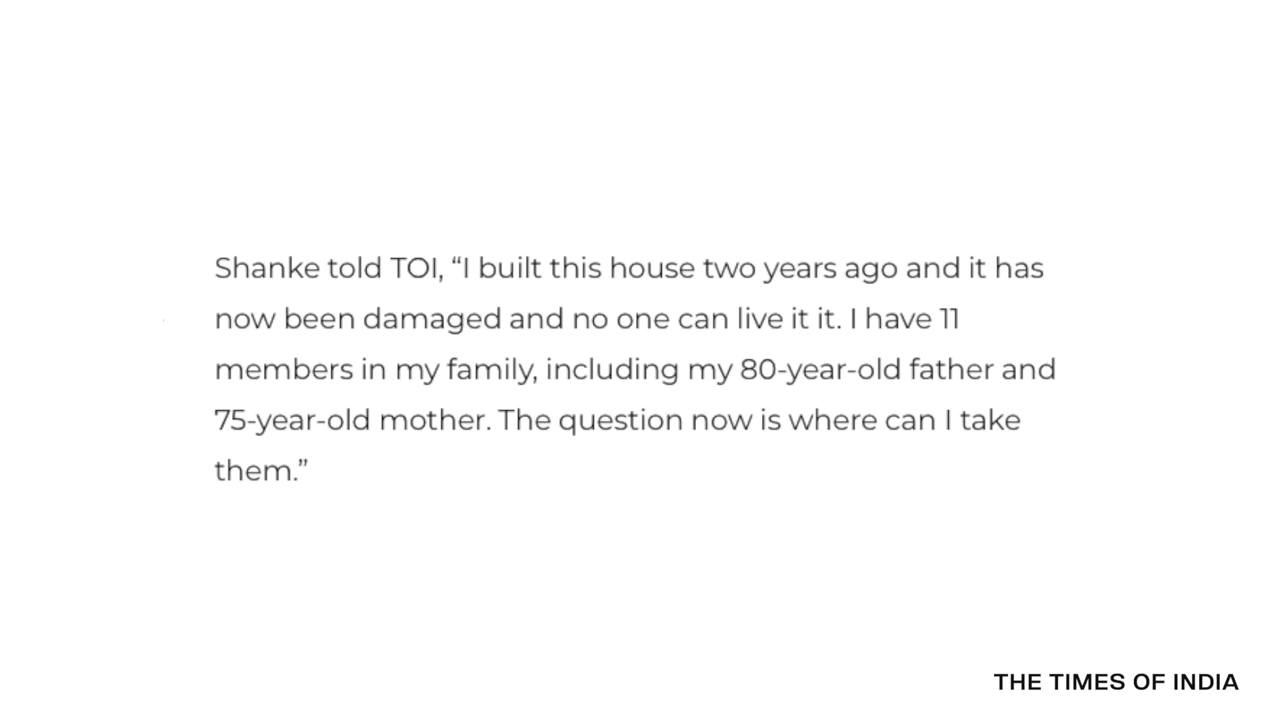 Shanke told TOI, “I built this house two years ago and it has
now been damaged and no one can live it it. I have 11
members in my family, including my 80-year-old father and
75-year-old mother. The question now is where can I take
them.”
THE TIMES OF INDIA